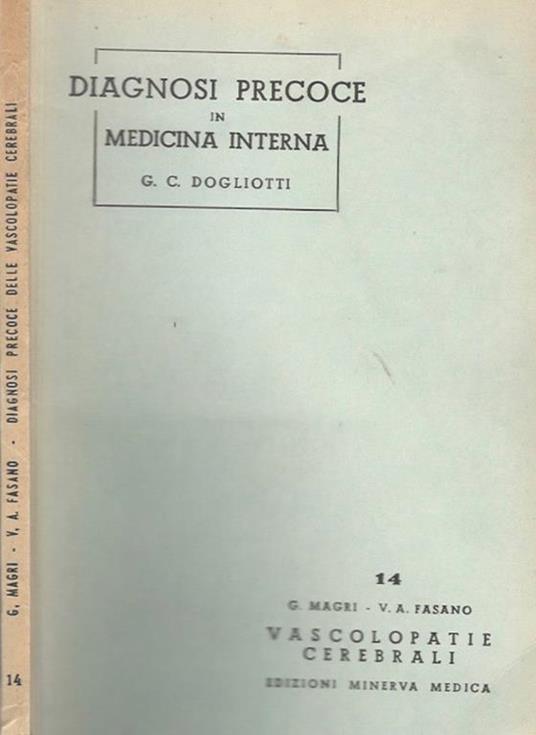 G. MAGRI - V. A. FASANO - DIAGNOSI PRECOCE DELLE VASCOLOPATIE CEREBRALI
14
DIAGNOSI PRECOCE
IN
MEDICINA INTERNA
G. C. DOGLIOTTI
14
G. MAGRI - V. A. FASANO
VASCOLOPATIE
CEREBRALI
EDIZIONI MINERVA MEDICA